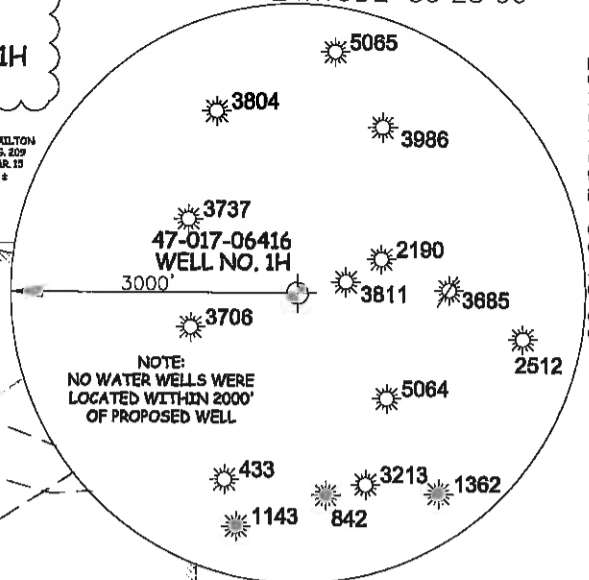 1H
5065
3804
3986
3737
47-017-06416
WELL NO. 1H
2190
3000'
3811
3685
3706
2512
NOTE:
NO WATER WELLS WERE
LOCATED WITHIN 2000'
OF PROPOSED WELL
5064
433
3213
1362
1143
842